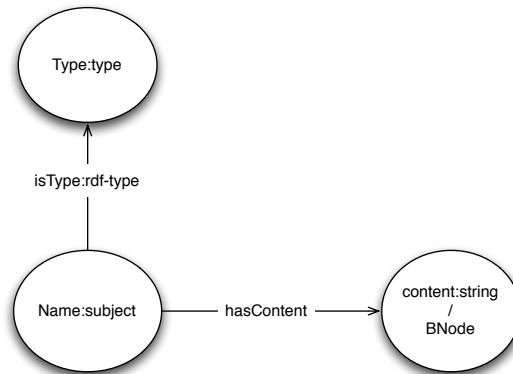 Type:type
isType:rdf-type
Name:subject
hasContent
content:string
/
BNode